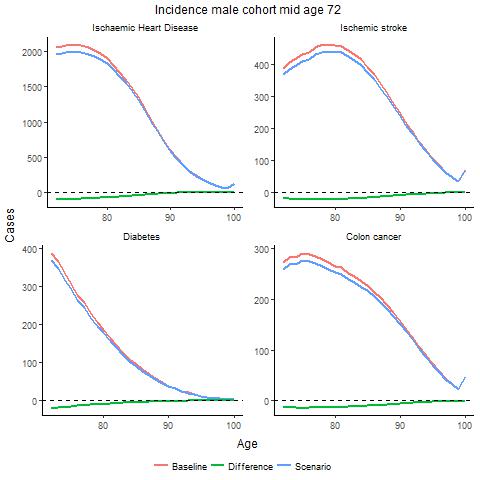 Incidence male cohort mid age 72
Ischaemic Heart Disease
Ischemic stroke
2000
1500
1000
500
0
80 90 100
400
300
200
100
0
80 90 100
Cases
Diabetes
Colon cancer
400
300
200
100
0
80 90 100
300
200
100
0
80 90 100
Age
Baseline Difference Scenario